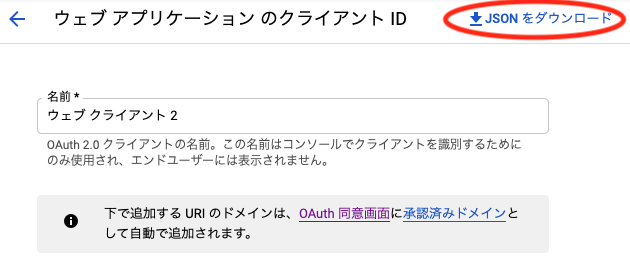 ウェブ アプリケーション のクライアント ID
JSON をダウンロード
名前 *
ウェブ クライアント 2
OAuth 2.0 クライアントの名前。この名前はコンソールでクライアントを識別するために
のみ使用され、エンドユーザーには表示されません。
下で追加する URI のドメインは、OAuth 同意画面に承認済みドメインと
して自動で追加されます。